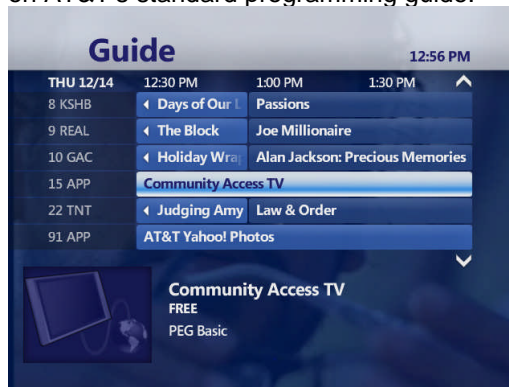 on AT&T's standard programming guide.
Guide
12:56 PM
THU 12/14 12:30 PM 1:00 PM 1:30 PM
8 KSHB Days of Our Passions
9 REAL The Block Joe Millionaire
10 GAC Holiday Wrap Alan Jackson: Precious Memories
15 APP Community Access TV
22 TNT Judging Amy Law & Order
91 APP AT&T Yahoo! Photos
Community Access TV
FREE
PEG Basic